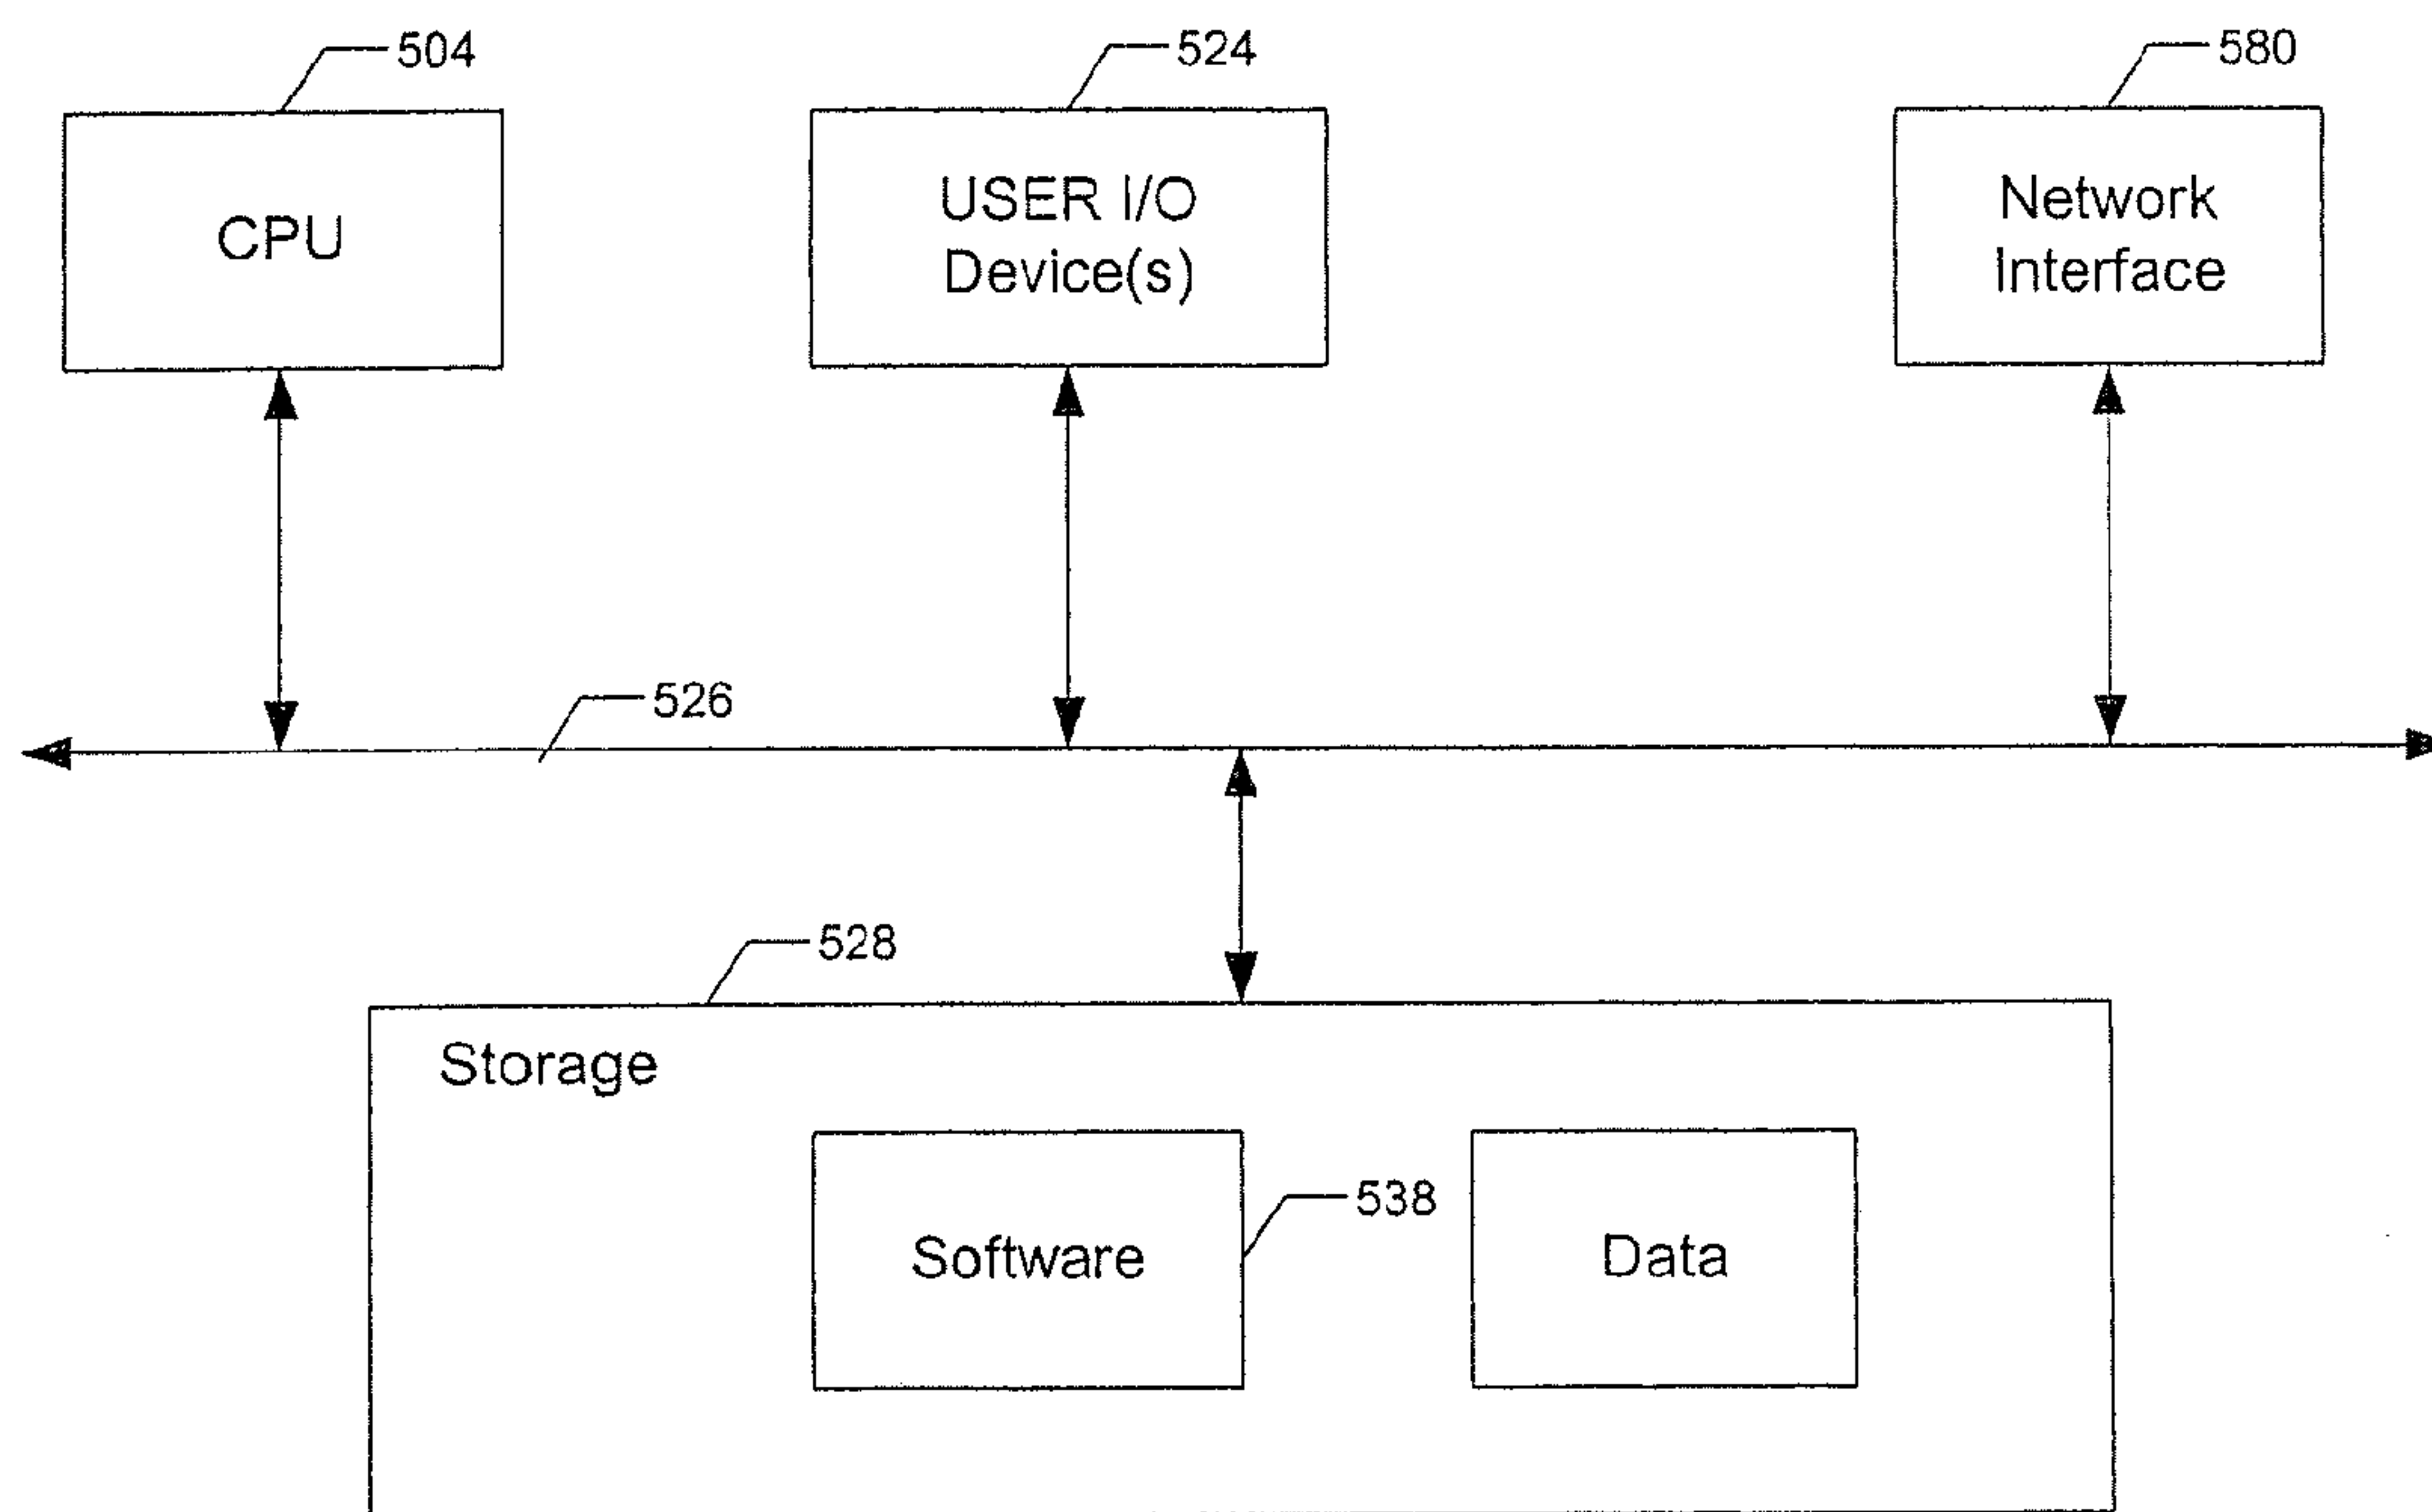 504
524
580
CPU
USER I/O
Device(s)
Network
Interface
526
528
Storage
538
Software
Data